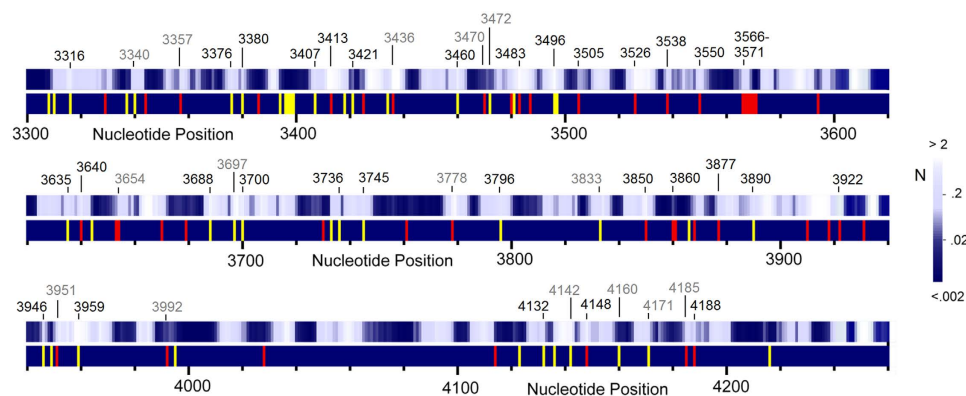 3472
3566-
3357 3380 3413 3436 3470 3496 3538 3571
3316 3340 3376 3407 3421 3460 3483 3505 3526 3550
3300 Nucleotide Position 3400 3500 3600
3697 3877
3640
3635 3654 3688 3700 3736 3745 3778 3796 3833 3850 3860 3890 3922
3700 Nucleotide Position 3800 3900
3951 4142 4160 4185
3946 3959 3992 4132 4148 4171 4188
4000 4100 Nucleotide Position 4200
> 2
N
- .2
- .02
<.002